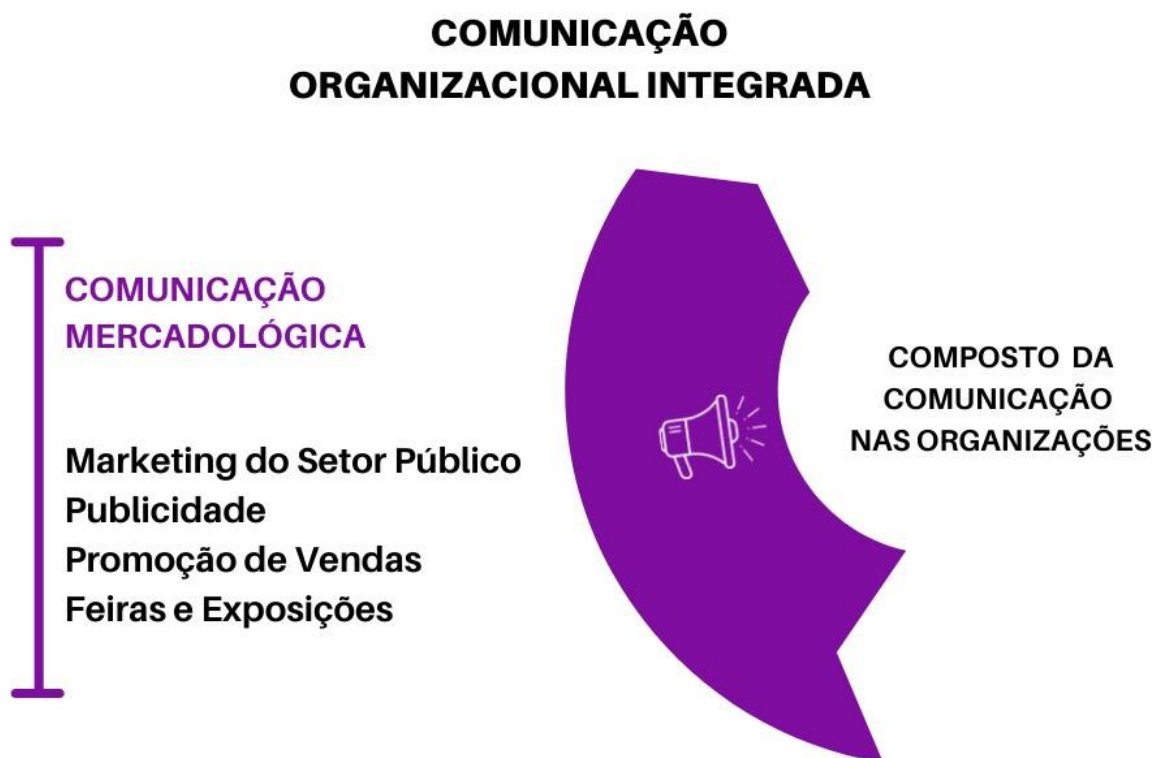 COMUNICAÇÃO
ORGANIZACIONAL INTEGRADA
COMUNICAÇÃO
MERCADOLÓGICA
Marketing do Setor Público
Publicidade
Promoção de Vendas
Feiras e Exposições
COMPOSTO DA
COMUNICAÇÃO
NAS ORGANIZAÇÕES